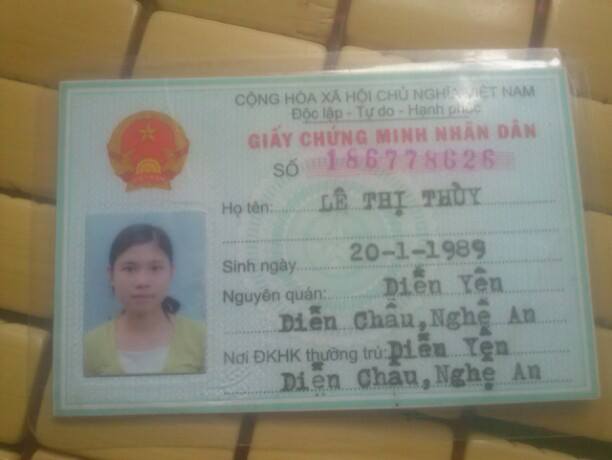 CỘNG HÒA XÃ HỘI CHỦ NGHĨA VIỆT NAM
Độc lập - Tự do - Hạnh phúc
GIẤY CHỨNG MINH NHÂN DÂN
SỐ 186778626
Họ tên: LÊ THỊ THÙY
Sinh ngày 20-1-1989
Nguyên quán: Diễn Yên
Diễn Châu, Nghệ An
Nơi ĐKHK thường trú: Diễn Yên
Diễn Châu, Nghệ An